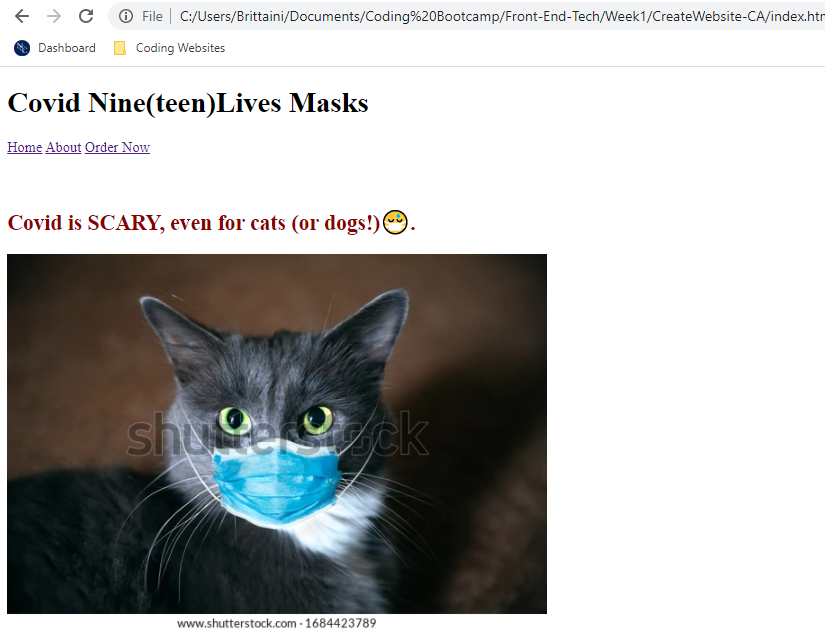 File | C:/Users/Brittaini/Documents/Coding%20Bootcamp/Front-End-Tech/Week1/CreateWebsite-CA/index.htm
NC Dashboard Coding Websites
Covid Nine(teen)Lives Masks
Home About Order Now
Covid is SCARY, even for cats (or dogs!)😷.
shutterstock
www.shutterstock.com · 1684423789